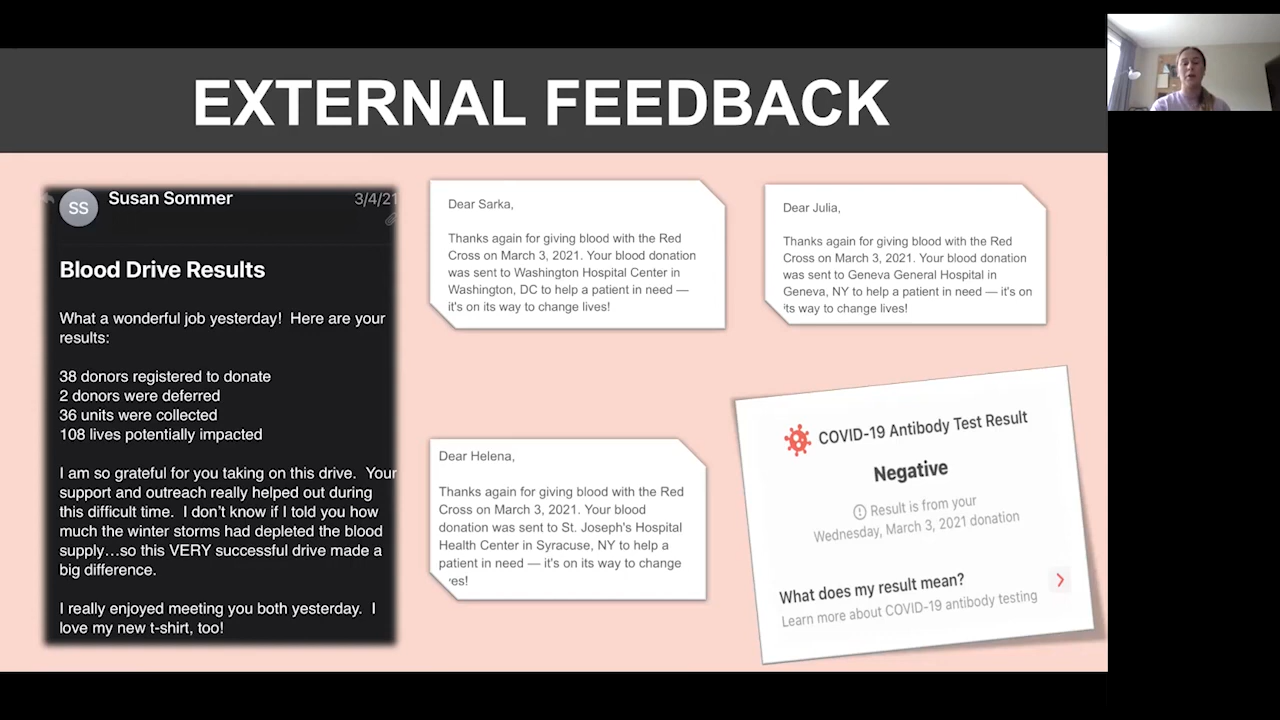 EXTERNAL FEEDBACK
SS
Susan Sommer
3/4/21
Blood Drive Results
What a wonderful job yesterday! Here are your
results:
38 donors registered to donate
2 donors were deferred
36 units were collected
108 lives potentially impacted
I am so grateful for you taking on this drive. Your
support and outreach really helped out during
this difficult time. I don't know if I told you how
much the winter storms had depleted the blood
supply...so this VERY successful drive made a
big difference.
I really enjoyed meeting you both yesterday. I
love my new t-shirt, too!
Dear Sarka,
Thanks again for giving blood with the Red
Cross on March 3, 2021. Your blood donation
was sent to Washington Hospital Center in
Washington, DC to help a patient in need —
it's on its way to change lives!
Dear Julia,
Thanks again for giving blood with the Red
Cross on March 3, 2021. Your blood donation
was sent to Geneva General Hospital in
Geneva, NY to help a patient in need — it's on
its way to change lives!
Dear Helena,
Thanks again for giving blood with the Red
Cross on March 3, 2021. Your blood
donation was sent to St. Joseph's Hospital
Health Center in Syracuse, NY to help a
patient in need — it's on its way to change
ves!
COVID-19 Antibody Test Result
Negative
Result is from your
Wednesday, March 3, 2021 donation
What does my result mean?
Learn more about COVID-19 antibody testing